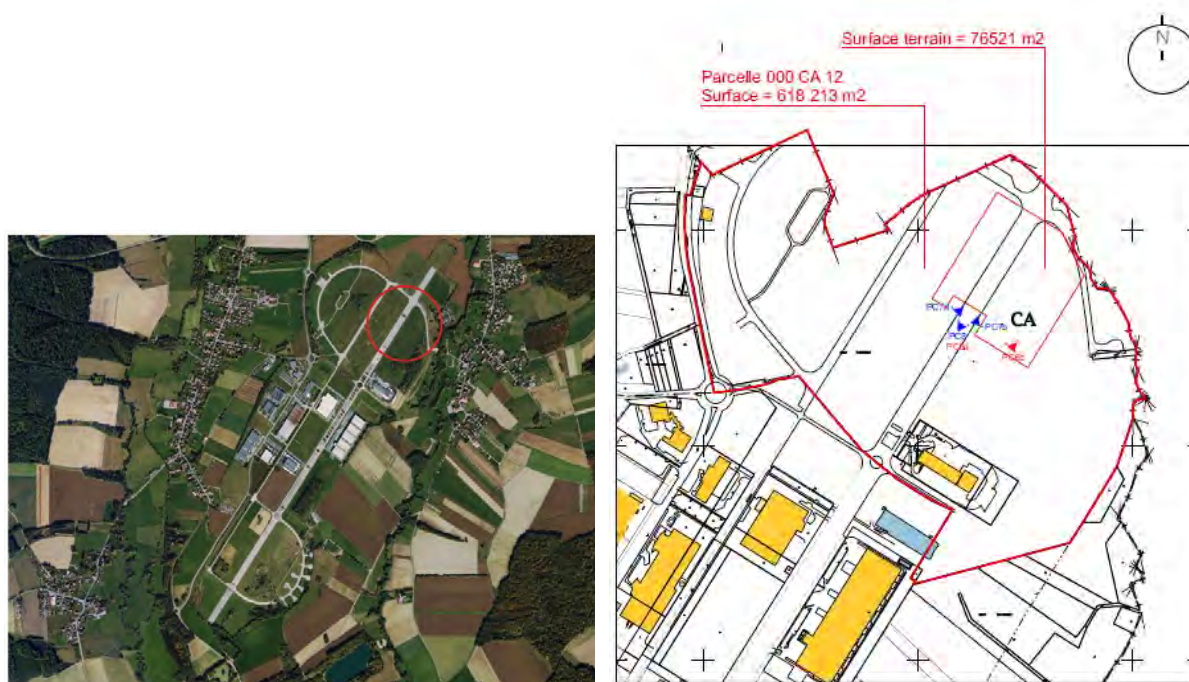 N
Surface terrain = 76521 m2
Parcelle 000 CA 12
Surface = 618 213 m2
CA